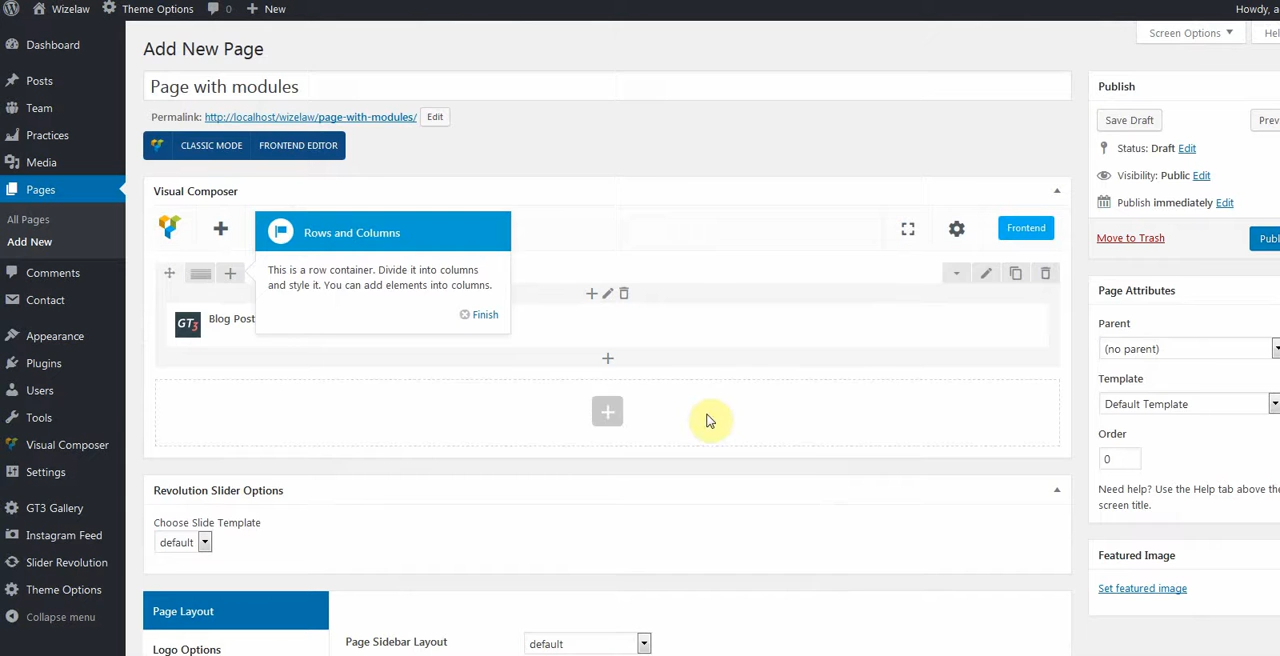 Wizelaw
Theme Options
0
New
Howdy, a
Dashboard
Posts
Team
Practices
Media
Pages
All Pages
Add New
Comments
Contact
Appearance
Plugins
Users
Tools
Visual Composer
Settings
GT3 Gallery
Instagram Feed
Slider Revolution
Theme Options
Collapse menu
Screen Options
Hel
Add New Page
Page with modules
Permalink: http://localhost/wizelaw/page-with-modules/ Edit
CLASSIC MODE
FRONTEND EDITOR
Visual Composer
Frontend
Rows and Columns
This is a row container. Divide it into columns
and style it. You can add elements into columns.
Finish
GT3
Blog Post
Revolution Slider Options
Choose Slide Template
default
Page Layout
Logo Options
Page Sidebar Layout
default
Publish
Save Draft
Prev
Status: Draft Edit
Visibility: Public Edit
Publish immediately Edit
Move to Trash
Publ
Page Attributes
Parent
(no parent)
Template
Default Template
Order
0
Need help? Use the Help tab above the
screen title.
Featured Image
Set featured image